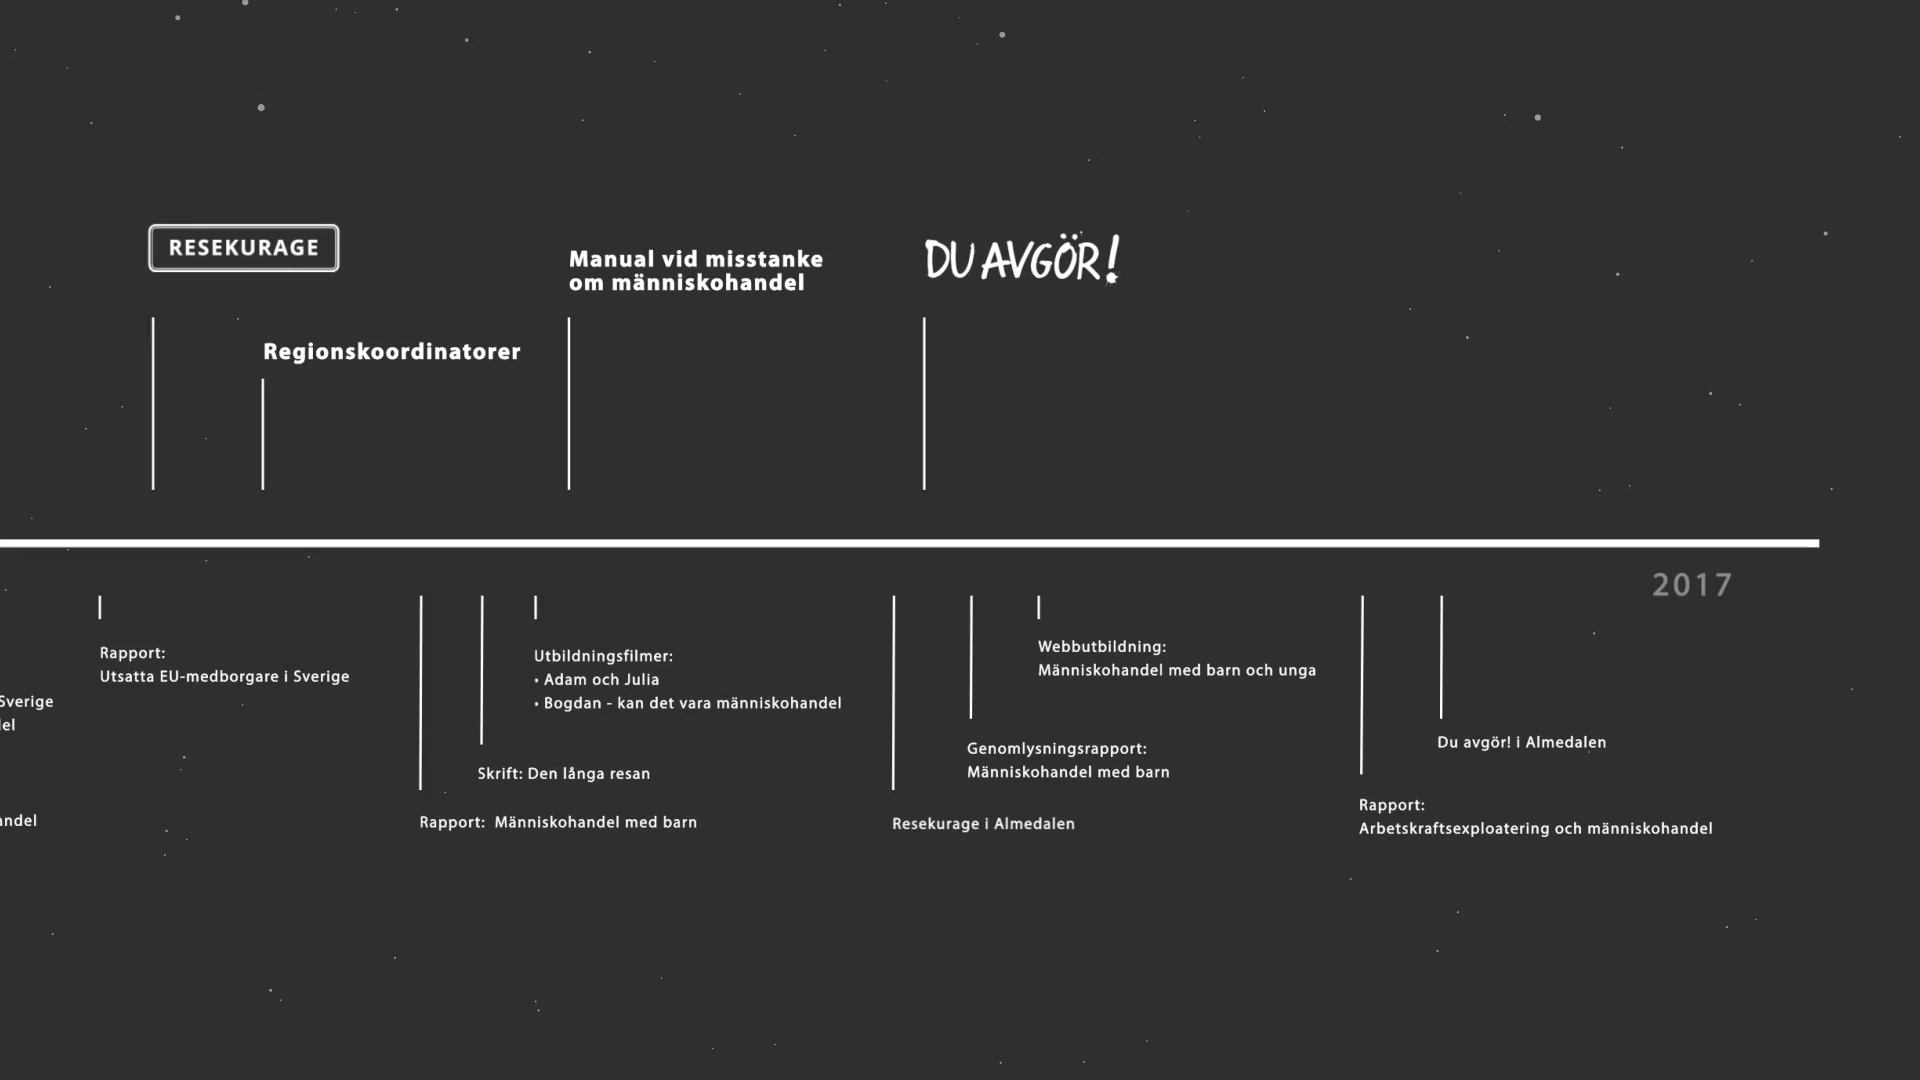 RESEKURAGE
Regionskoordinatorer
Manual vid misstanke
om människohandel
DU AVGÖR!
2017
Sverige
Rapport:
Utsatta EU-medborgare i Sverige
Utbildningsfilmer:
• Adam och Julia
• Bogdan - kan det vara människohandel
Skrift: Den långa resan
Rapport:  Människohandel med barn
Webbutbildning:
Människohandel med barn och unga
Genomlysningsrapport:
Människohandel med barn
Resekurage i Almedalen
Du avgör! i Almedalen
Rapport:
Arbetskraftsexploatering och människohandel